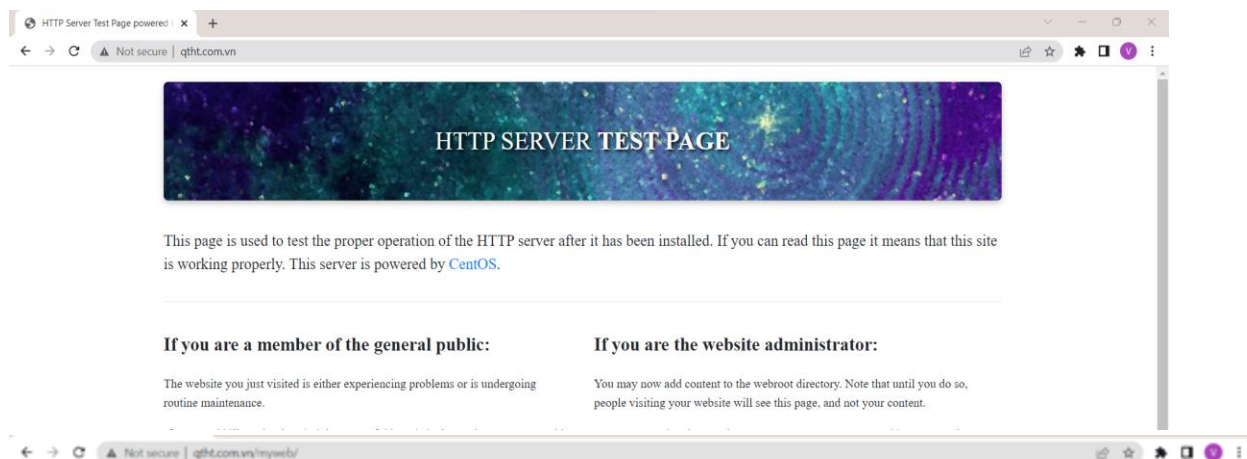 HTTP Server Test Page powered
Not secure | qtht.com.vn
V
HTTP SERVER TEST PAGE
This page is used to test the proper operation of the HTTP server after it has been installed. If you can read this page it means that this site
is working properly. This server is powered by CentOS.
If you are a member of the general public:
The website you just visited is either experiencing problems or is undergoing
routine maintenance.
If you are the website administrator:
You may now add content to the webroot directory. Note that until you do so,
people visiting your website will see this page, and not your content.
Not secure | qtht.com.vn/myweb/
V